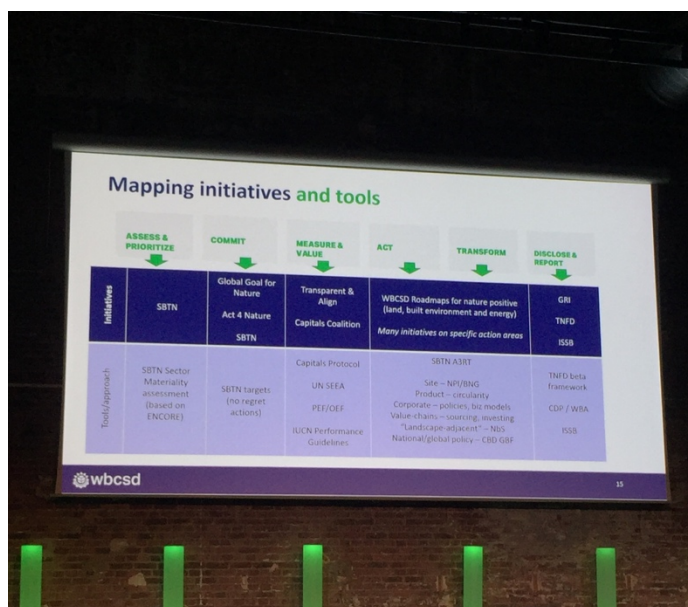 Mapping initiatives and tools
ASSESS &
PRIORITIZE
COMMIT
MEASURE &
VALUE
ACT
TRANSFORM
DISCLOSE &
REPORT
Initiatives
SBTN
Global Goal for
Nature
Act 4 Nature
SBTN
Transparent &
Align
Capitals Coalition
WBCSD Roadmaps for nature positive
(land, built environment and energy)
Many initiatives on specific action areas
GRI
TNFD
ISSB
Tools/approach
SBTN Sector
Materiality
assessment
(based on
ENCORE)
SBTN targets
(no regret
actions)
Capitals Protocol
UN SEEA
PEF/OEF
IUCN Performance
Guidelines
SBTN A3RT
Site – NPI/BNG
Product – circularity
Corporate – policies, biz models
Value-chains – sourcing, investing
"Landscape-adjacent" – NbS
National/global policy – CBD GBF
TNFD beta
framework
CDP / WBA
ISSB
wbcsd
15